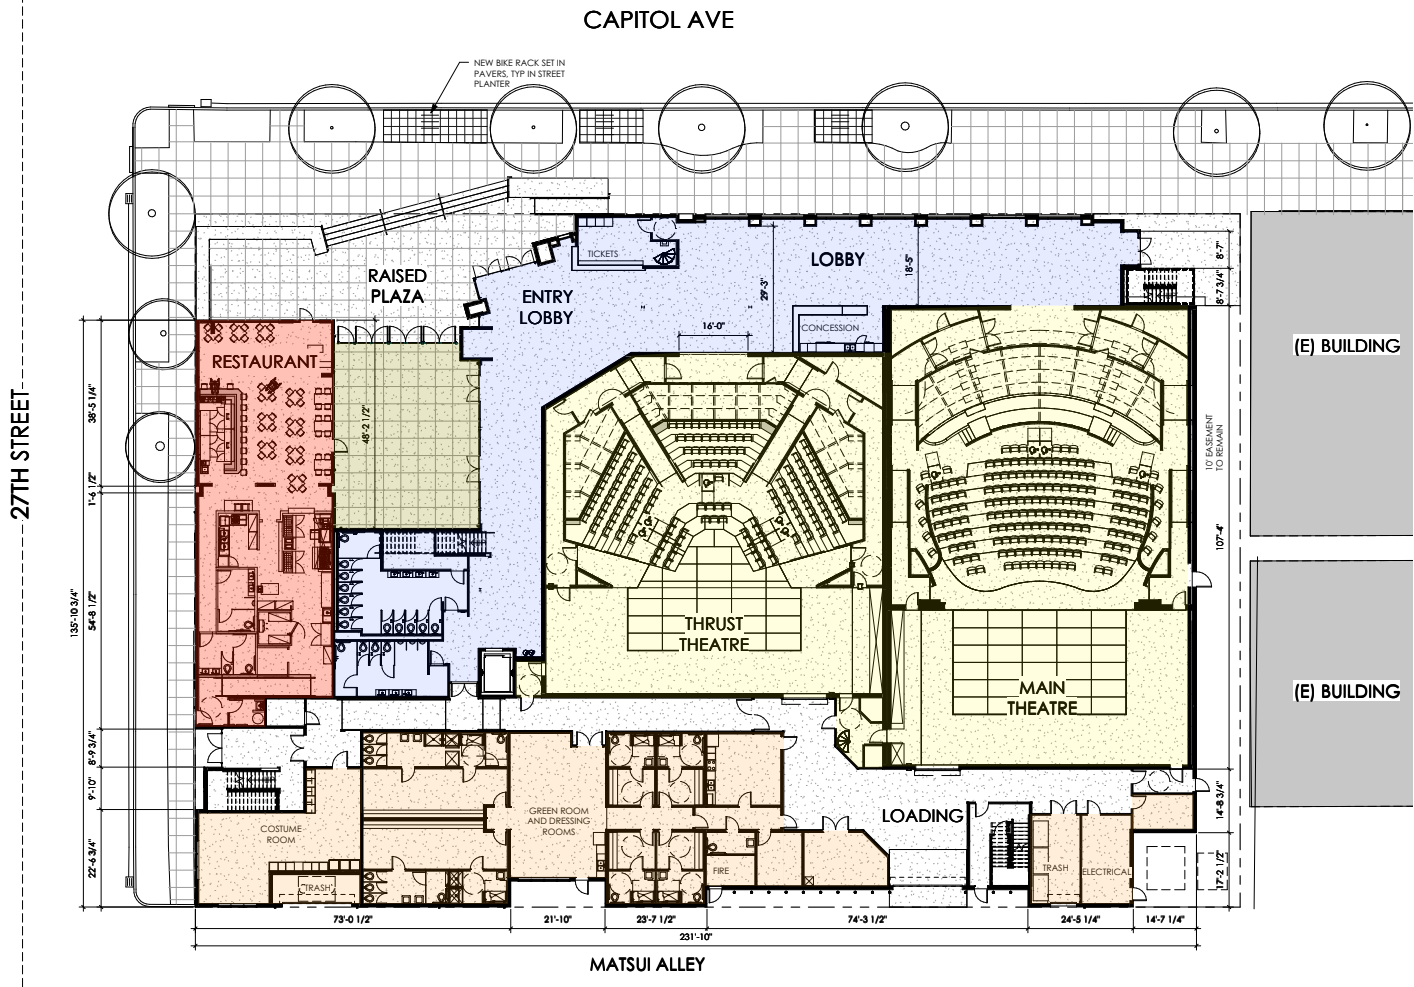 CAPITOL AVE
NEW BIKE RACK SET IN
PAVERS, TYP IN STREET
PLANTER
27TH STREET
RAISED
PLAZA
TICKETS
LOBBY
ENTRY
LOBBY
29'-3"
18'-5"
8'-7"
8'-7 3/4"
16'-0"
CONCESSION
RESTAURANT
(E) BUILDING
38'-5 1/4"
48'-2 1/2"
10' EASEMENT
TO REMAIN
1'-6 1/2"
107'-4"
135'-10 3/4"
54'-8 1/2"
THRUST
THEATRE
MAIN
THEATRE
(E) BUILDING
8'-9 3/4"
9'-10"
22'-6 3/4"
COSTUME
ROOM
GREEN ROOM
AND DRESSING
ROOMS
LOADING
14'-8 3/4"
17'-2 1/2"
FIRE
TRASH
ELECTRICAL
TRASH
73'-0 1/2"
21'-10"
23'-7 1/2"
74'-3 1/2"
24'-5 1/4"
14'-7 1/4"
231'-10"
MATSUI ALLEY